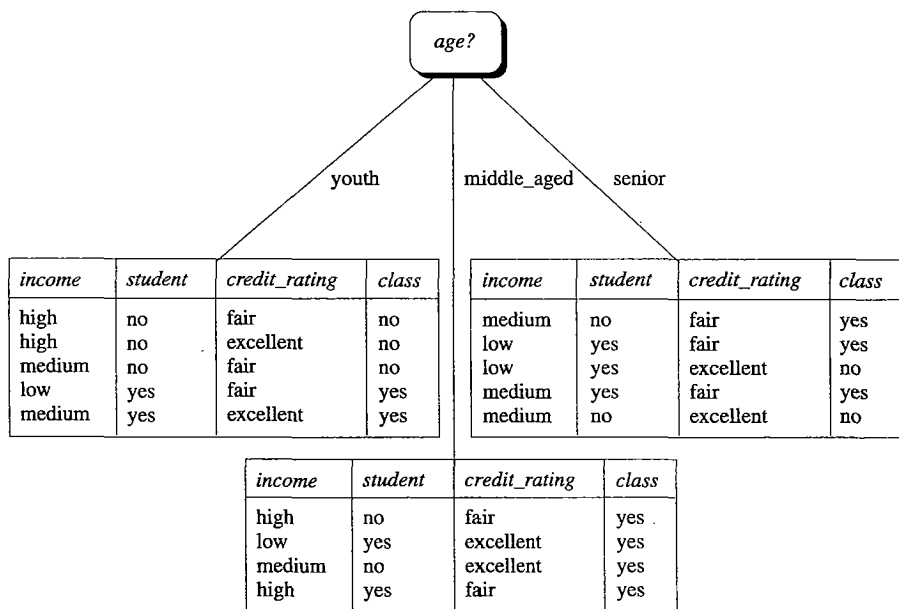 age?
youth
middle_aged
senior
income student credit_rating class
high no fair no
high no excellent no
medium no fair no
low yes fair yes
medium yes excellent yes
income student credit_rating class
medium no fair yes
low yes fair yes
low yes excellent no
medium yes fair yes
medium no excellent no
income student credit_rating class
high no fair yes
low yes excellent yes
medium no excellent yes
high yes fair yes